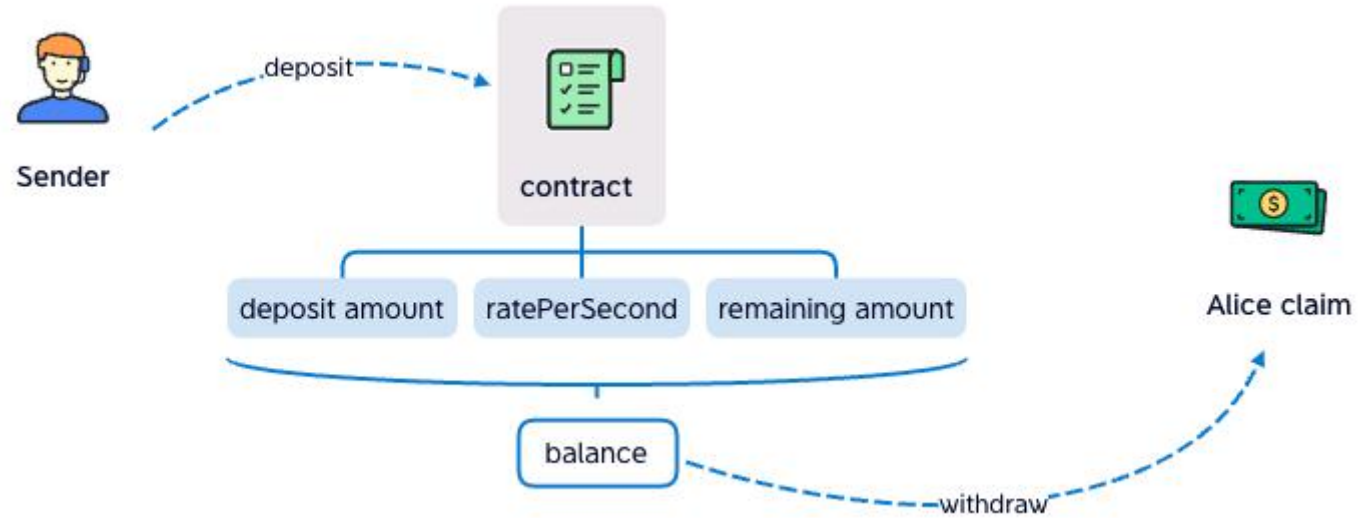 deposit
Sender
contract
deposit amount
ratePerSecond
remaining amount
$
Alice claim
balance
withdraw